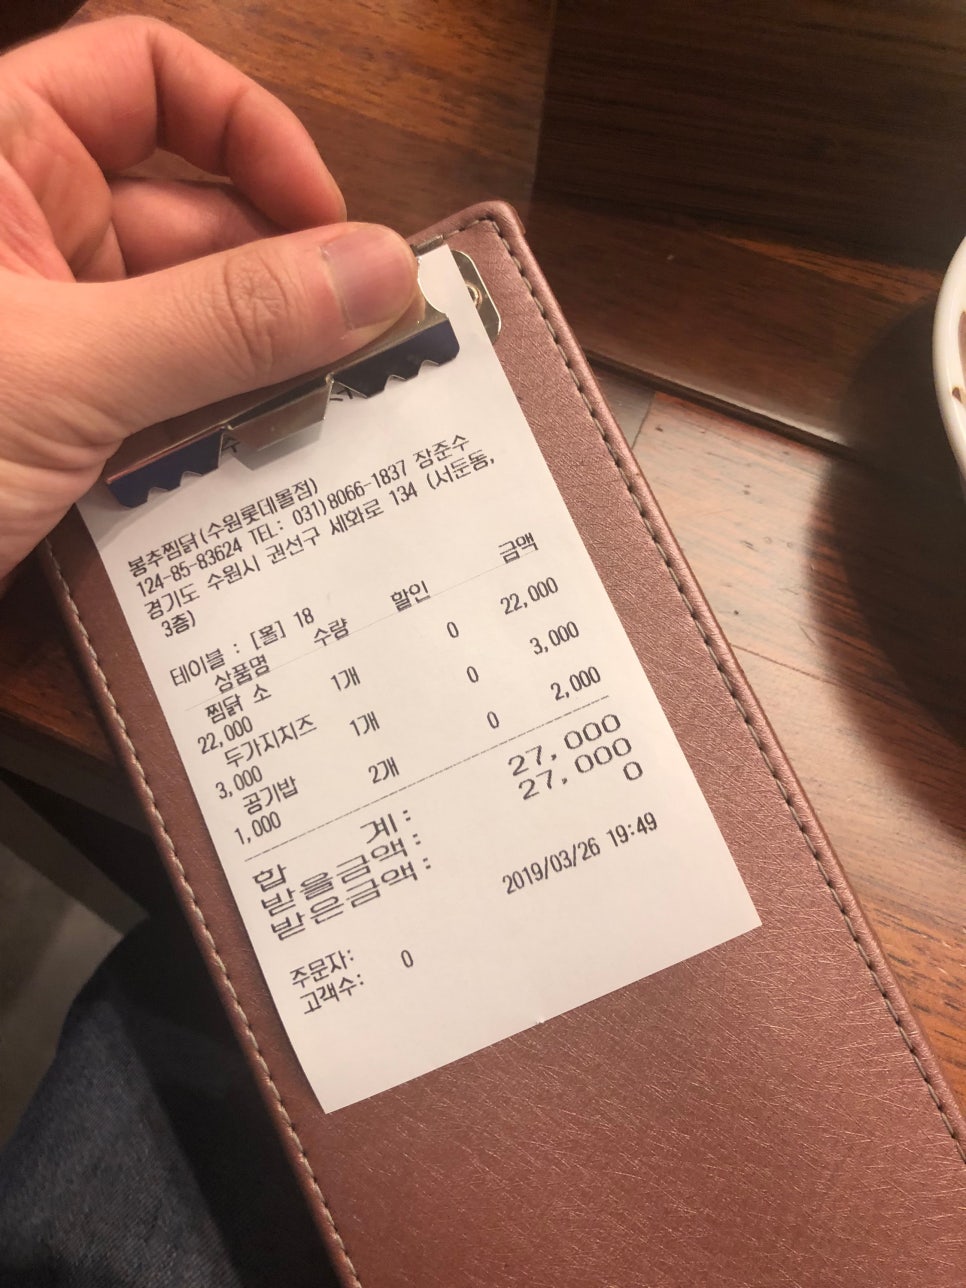 봉추찜닭(수원롯데몰점)
124-85-83624 TEL: 031)8066-1837 장준수
경기도 수원시 권선구 세화로 134 (서둔동,
3층)
테이블 : [몰] 18
상품명 수량 할인 금액
찜닭 소
22,000 1개 0 22,000
두가지치즈
3,000 1개 0 3,000
공기밥
1,000 2개 0 2,000
합 계: 27,000
받을금액: 27,000
받은금액: 0
2019/03/26 19:49
주문자:
고객수: 0